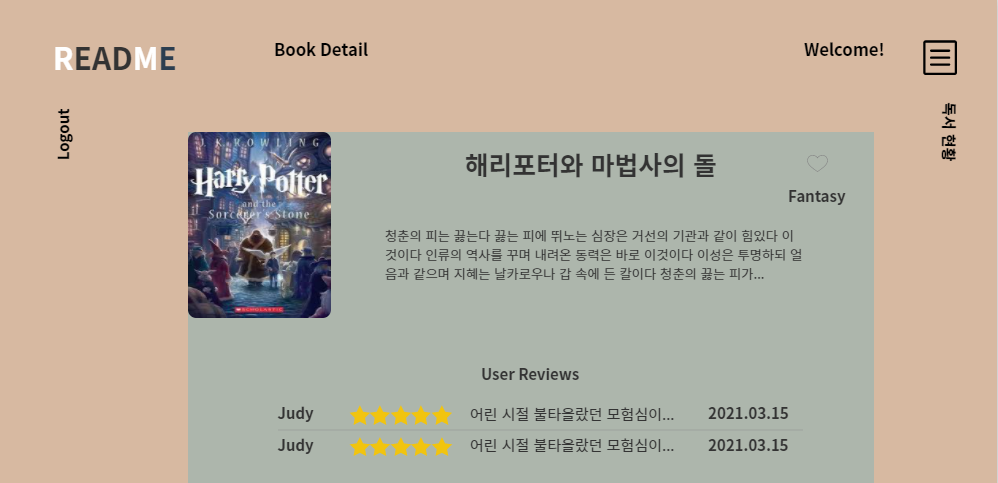 README
Book Detail
Welcome!
Logout
독서 현황
J. K. ROWLING
Harry Potter
and the
Sorcerer's Stone
SCHOLASTIC
해리포터와 마법사의 돌
Fantasy
청춘의 피는 끓는다 끓는 피에 뛰노는 심장은 거선의 기관과 같이 힘있다 이
것이다 인류의 역사를 꾸며 내려온 동력은 바로 이것이다 이성은 투명하되 얼
음과 같으며 지혜는 날카로우나 갑 속에 든 칼이다 청춘의 끓는 피가...
User Reviews
Judy 어린 시절 불타올랐던 모험심이... 2021.03.15
Judy 어린 시절 불타올랐던 모험심이... 2021.03.15